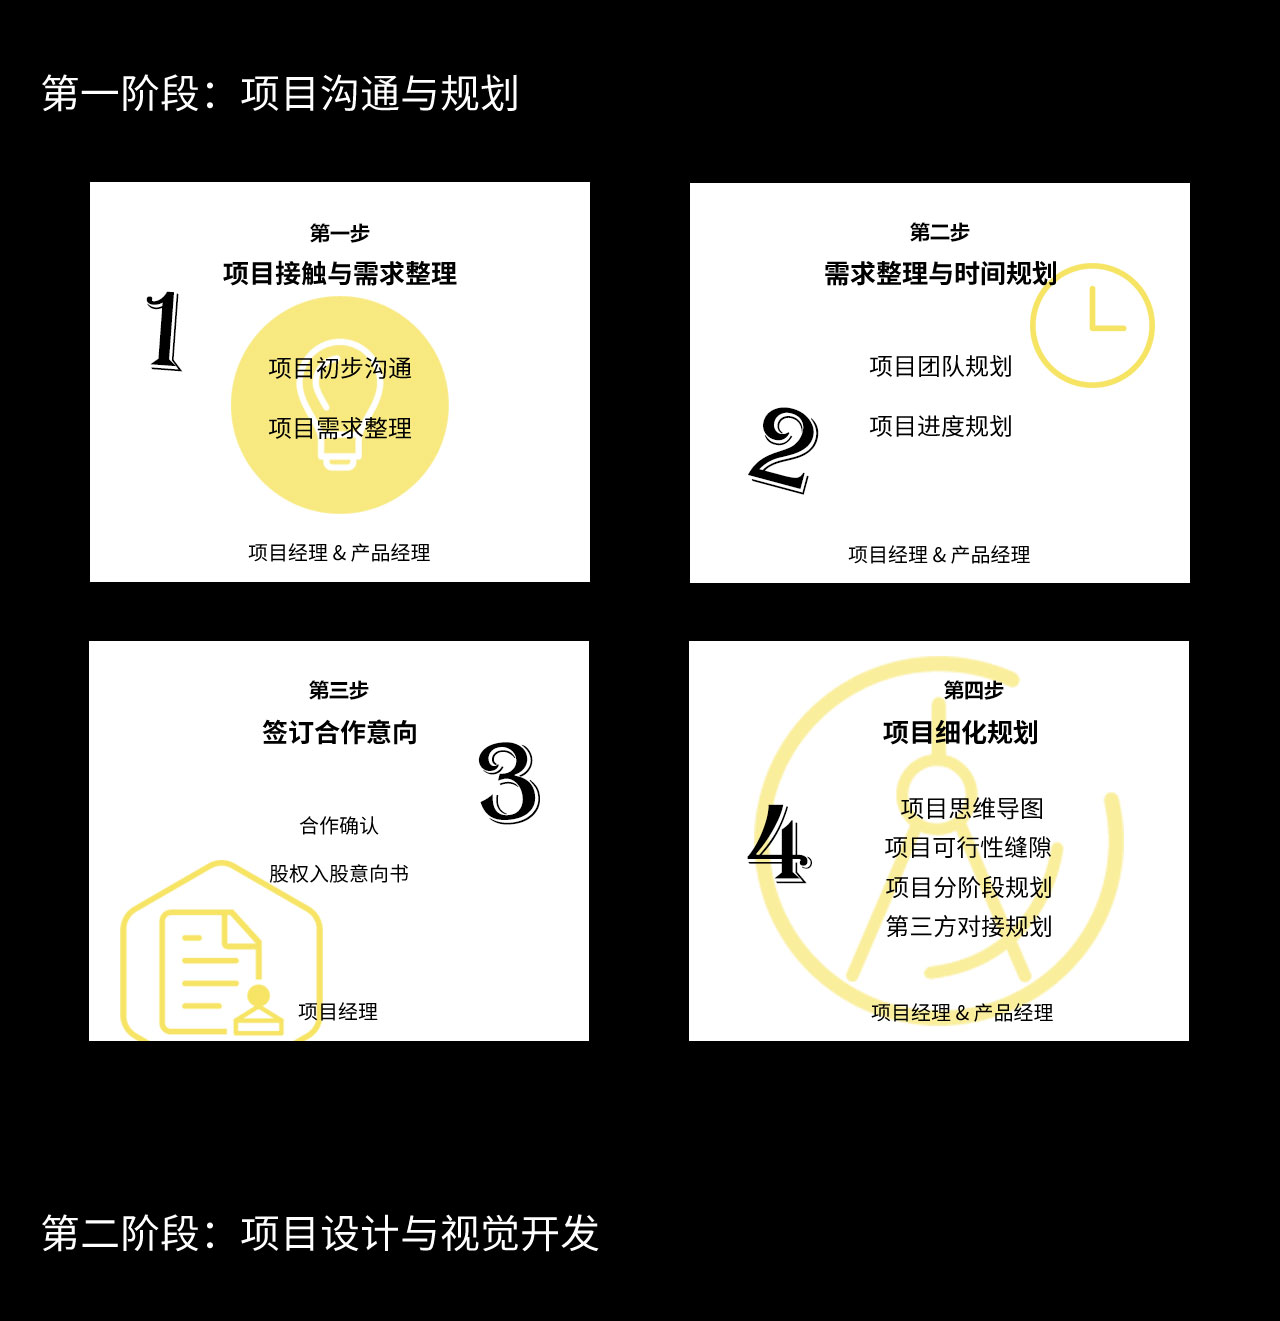 第一阶段：项目沟通与规划
第一步
项目接触与需求整理
1
项目初步沟通
项目需求整理
项目经理 & 产品经理
第二步
需求整理与时间规划
项目团队规划
项目进度规划
2
项目经理 & 产品经理
第三步
签订合作意向
3
合作确认
股权入股意向书
项目经理
第四步
项目细化规划
项目思维导图
4
项目可行性缝隙
项目分阶段规划
第三方对接规划
项目经理 & 产品经理
第二阶段：项目设计与视觉开发